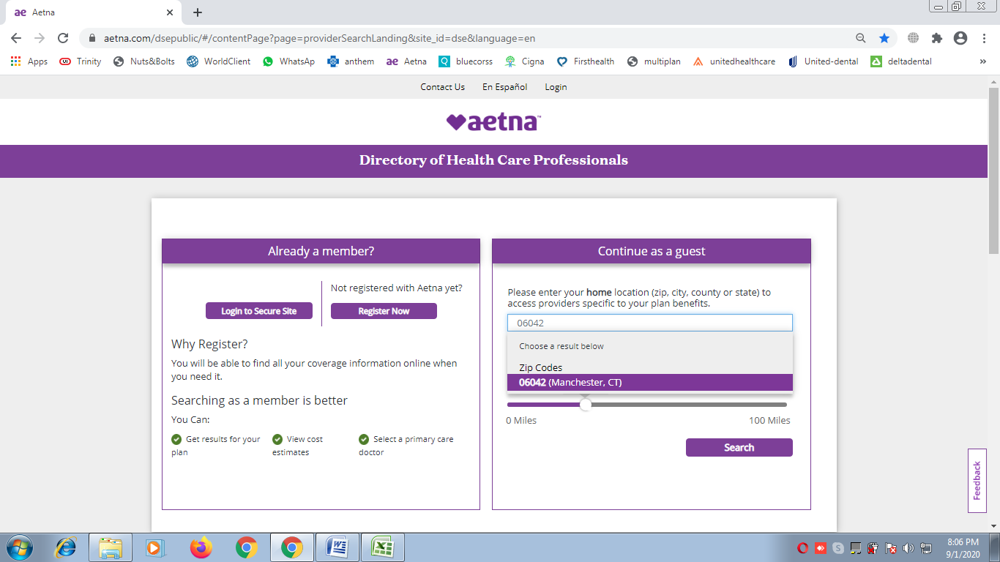 Aetna
aetna.com/dsepublic/#/contentPage?page=providerSearchLanding&site_id=dse&language=en
Apps Trinity Nuts&Bolts WorldClient WhatsApp anthem Aetna bluecorss Cigna Firsthealth multiplan unitedhealthcare United-dental deltadental »
Contact Us En Español Login
aetna™
Directory of Health Care Professionals
Already a member?
Not registered with Aetna yet?
Login to Secure Site Register Now
Why Register?
You will be able to find all your coverage information online when
you need it.
Searching as a member is better
You Can:
Get results for your
plan
View cost
estimates
Select a primary care
doctor
Continue as a guest
Please enter your home location (zip, city, county or state) to
access providers specific to your plan benefits.
06042
Choose a result below
Zip Codes
06042 (Manchester, CT)
0 Miles 100 Miles
Search
Feedback
8:06 PM
9/1/2020